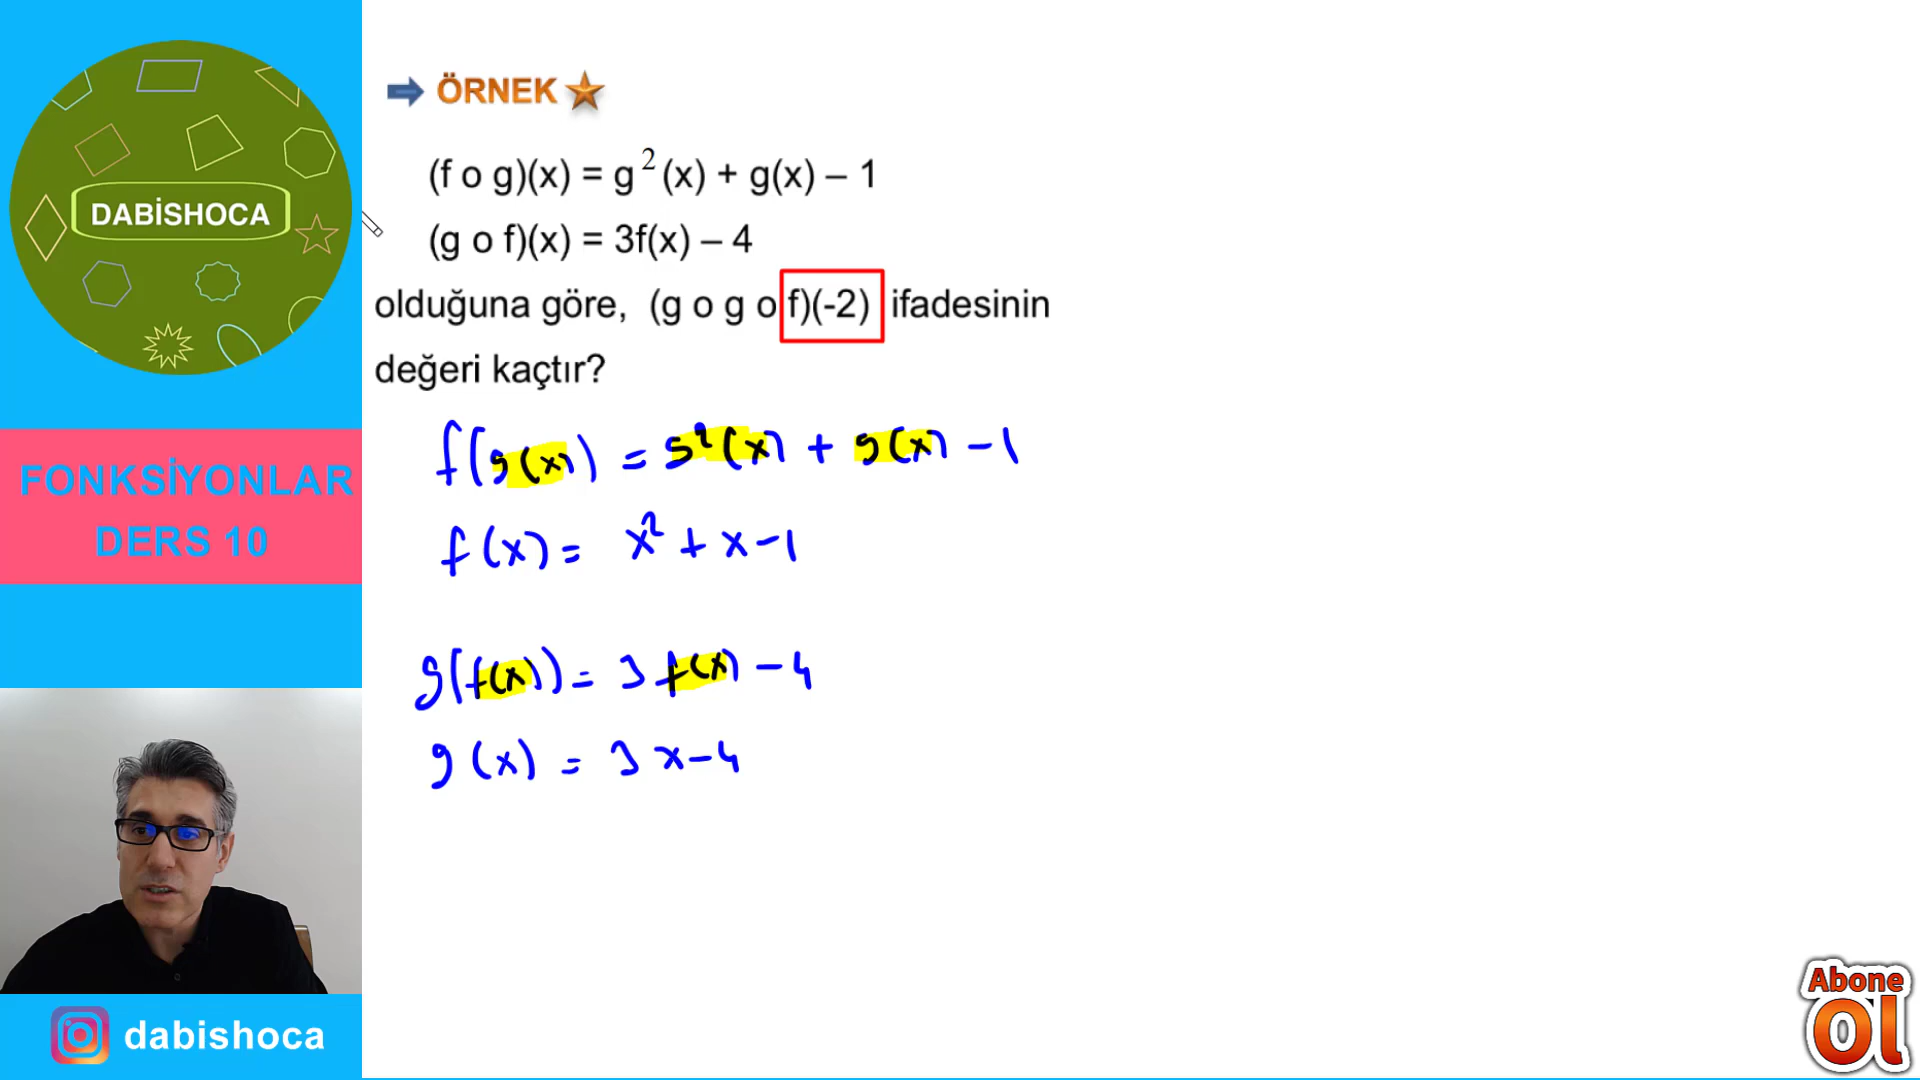 DABİSHOCA
FONKSİYONLAR
DERS 10
dabishoca
ÖRNEK
(f o g)(x) = g²(x) + g(x) – 1
(g o f)(x) = 3f(x) – 4
olduğuna göre, (g o g o f)(-2) ifadesinin
değeri kaçtır?
f(g(x)) = g²(x) + g(x) – 1
f(x) = x² + x – 1
g(f(x)) = 3f(x) – 4
g(x) = 3x – 4
Abone
Ol